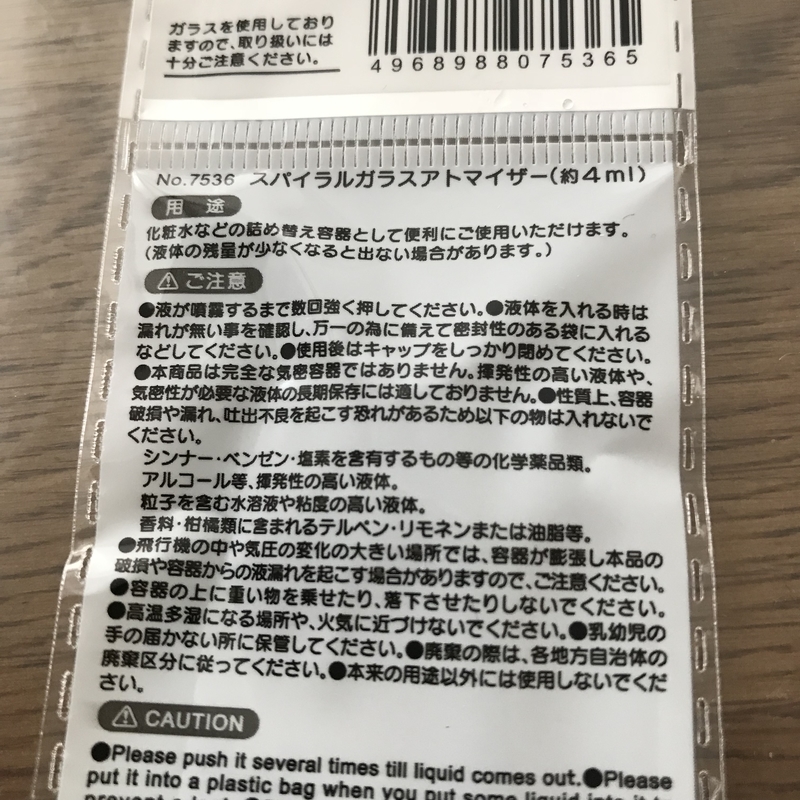 ガラスを使用しており
ますので、取り扱いには
十分ご注意ください。
4968988075365
No.7536 スパイラルガラスアトマイザー(約4ml)
用 途
化粧水などの詰め替え容器として便利にご使用いただけます。
(液体の残量が少なくなると出ない場合があります。)
⚠ご注意
●液が噴霧するまで数回強く押してください。●液体を入れる時は
漏れが無い事を確認し、万一の為に備えて密封性のある袋に入れる
などしてください。●使用後はキャップをしっかり閉めてください。
●本商品は完全な気密容器ではありません。揮発性の高い液体や、
気密性が必要な液体の長期保存には適しておりません。●性質上、容器
破損や漏れ、吐出不良を起こす恐れがあるため以下の物は入れないで
ください。
シンナー・ベンゼン・塩素を含有するもの等の化学薬品類。
アルコール等、揮発性の高い液体。
粒子を含む水溶液や粘度の高い液体。
香料・柑橘類に含まれるテルペン・リモネンまたは油脂等。
●飛行機の中や気圧の変化の大きい場所では、容器が膨張し本品の
破損や容器からの液漏れを起こす場合がありますので、ご注意ください。
●容器の上に重い物を乗せたり、落下させたりしないでください。
●高温多湿になる場所や、火気に近づけないでください。●乳幼児の
手の届かない所に保管してください。●廃棄の際は、各地方自治体の
廃棄区分に従ってください。●本来の用途以外には使用しないでくだ
さい。
⚠CAUTION
●Please push it several times till liquid comes out.●Please
put it into a plastic bag when you put some liquid into it to